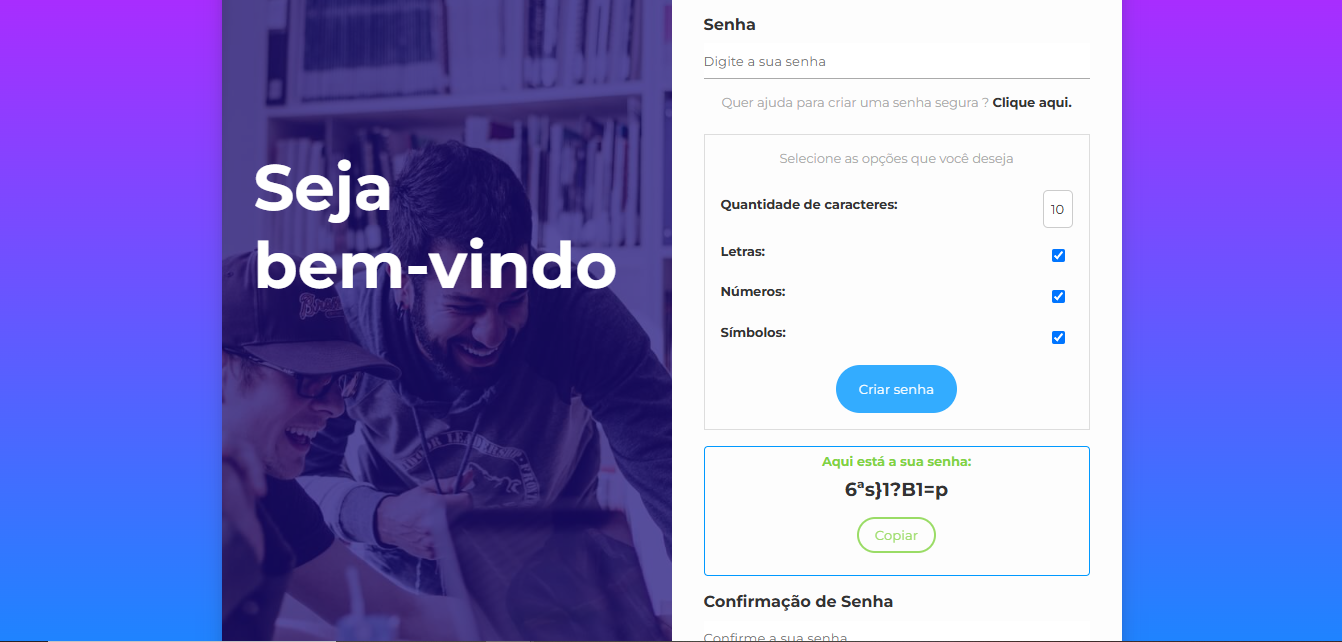 Seja
bem-vindo
Senha
Digite a sua senha
Quer ajuda para criar uma senha segura ? Clique aqui.
Selecione as opções que você deseja
Quantidade de caracteres:
10
Letras:
Números:
Símbolos:
Criar senha
Aqui está a sua senha:
6ªs}1?B1=p
Copiar
Confirmação de Senha
Confirme a sua senha